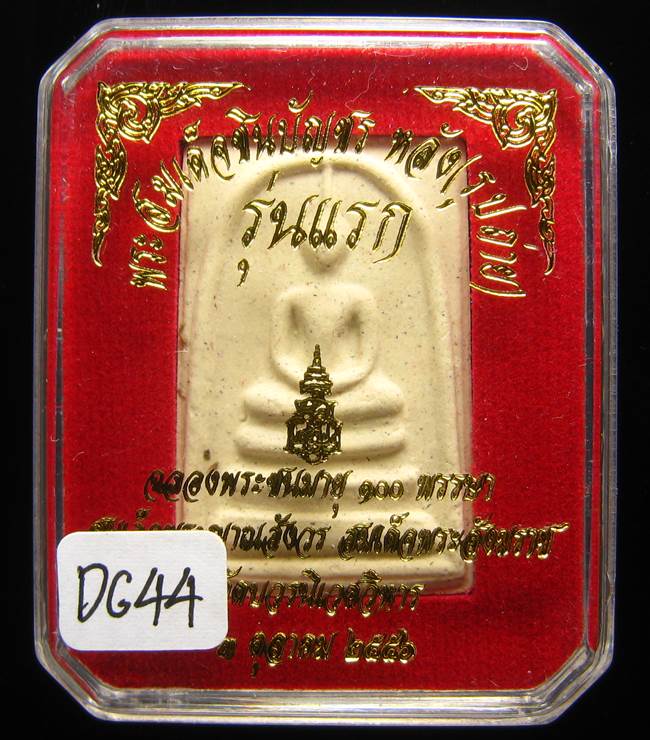 พระสมเด็จชินบัญชร หลัง(รูปถ่าย)
รุ่นแรก
ฉลองพระชนมายุ ๑๐๐ พรรษา
สมเด็จพระญาณสังวร สมเด็จพระสังฆราช
วัดบวรนิเวศวิหาร
๓ ตุลาคม ๒๕๕๖
DG44